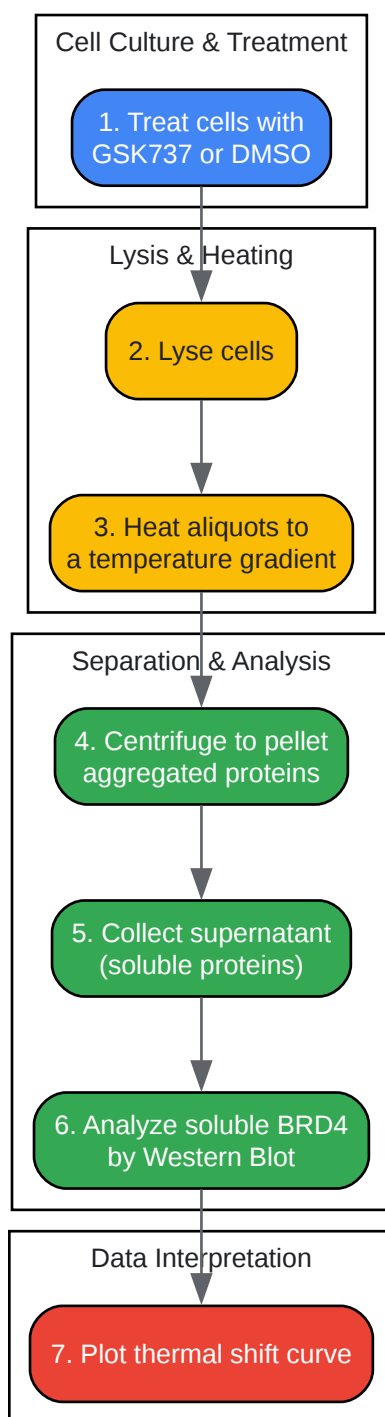 Cell Culture & Treatment
1. Treat cells with
GSK737 or DMSO
Lysis & Heating
2. Lyse cells
3. Heat aliquots to
a temperature gradient
Separation & Analysis
4. Centrifuge to pellet
aggregated proteins
5. Collect supernatant
(soluble proteins)
6. Analyze soluble BRD4
by Western Blot
Data Interpretation
7. Plot thermal shift curve